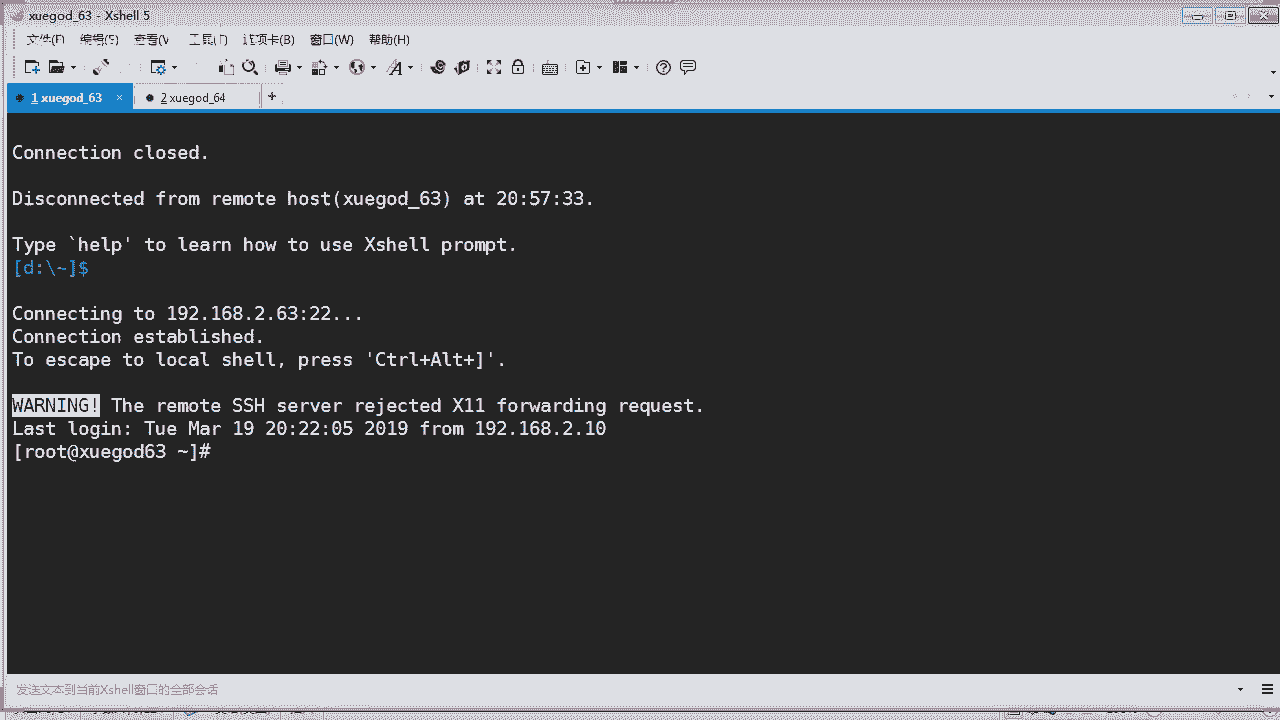 xuegod_63 - Xshell 5
文件(F) 编辑(E) 查看(V) 工具(T) 选项卡(B) 窗口(W) 帮助(H)
1 xuegod_63 × 2 xuegod_64 +
Connection closed.
Disconnected from remote host(xuegod_63) at 20:57:33.
Type `help' to learn how to use Xshell prompt.
[d:\~]$
Connecting to 192.168.2.63:22...
Connection established.
To escape to local shell, press 'Ctrl+Alt+]'.
WARNING! The remote SSH server rejected X11 forwarding request.
Last login: Tue Mar 19 20:22:05 2019 from 192.168.2.10
[root@xuegod63 ~]#
发送文本到当前Xshell窗口的全部会话